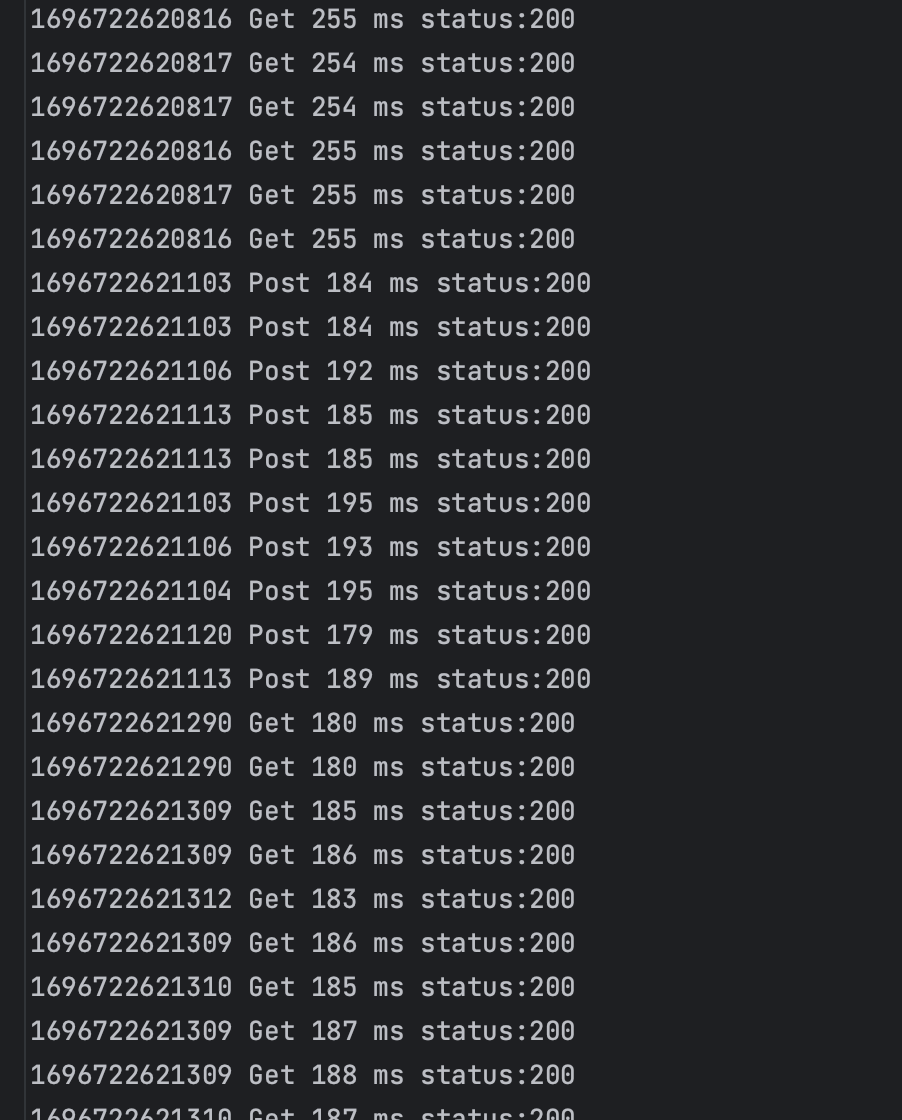 1696722620816 Get 255 ms status:200
1696722620817 Get 254 ms status:200
1696722620817 Get 254 ms status:200
1696722620816 Get 255 ms status:200
1696722620817 Get 255 ms status:200
1696722620816 Get 255 ms status:200
1696722621103 Post 184 ms status:200
1696722621103 Post 184 ms status:200
1696722621106 Post 192 ms status:200
1696722621113 Post 185 ms status:200
1696722621113 Post 185 ms status:200
1696722621103 Post 195 ms status:200
1696722621106 Post 193 ms status:200
1696722621104 Post 195 ms status:200
1696722621120 Post 179 ms status:200
1696722621113 Post 189 ms status:200
1696722621290 Get 180 ms status:200
1696722621290 Get 180 ms status:200
1696722621309 Get 185 ms status:200
1696722621309 Get 186 ms status:200
1696722621312 Get 183 ms status:200
1696722621309 Get 186 ms status:200
1696722621310 Get 185 ms status:200
1696722621309 Get 187 ms status:200
1696722621309 Get 188 ms status:200
1696722621310 Get 187 ms status:200